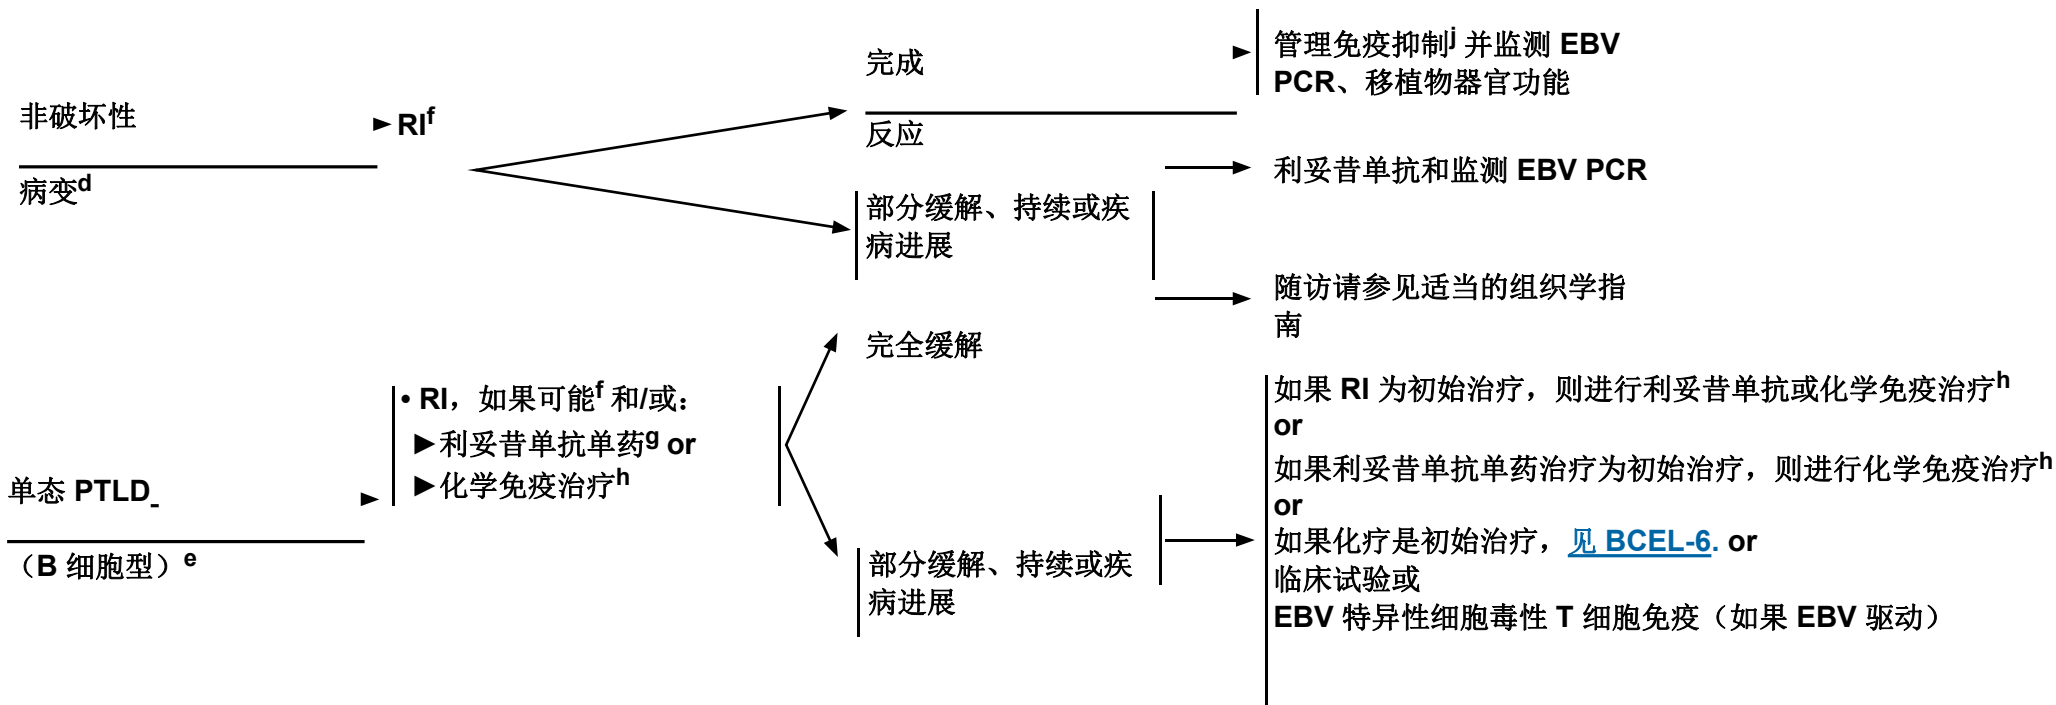 非破坏性
病变d
►RIf
完成
反应
部分缓解、持续或疾
病进展
管理免疫抑制j 并监测 EBV
PCR、移植物器官功能
利妥昔单抗和监测 EBV PCR
单态 PTLD_
（B 细胞型）e
• RI，如果可能f 和/或：
►利妥昔单抗单药g or
►化学免疫治疗h
完全缓解
部分缓解、持续或疾
病进展
随访请参见适当的组织学指
南
如果 RI 为初始治疗，则进行利妥昔单抗或化学免疫治疗h
or
如果利妥昔单抗单药治疗为初始治疗，则进行化学免疫治疗h
or
如果化疗是初始治疗，见 BCEL-6. or
临床试验或
EBV 特异性细胞毒性 T 细胞免疫（如果 EBV 驱动）